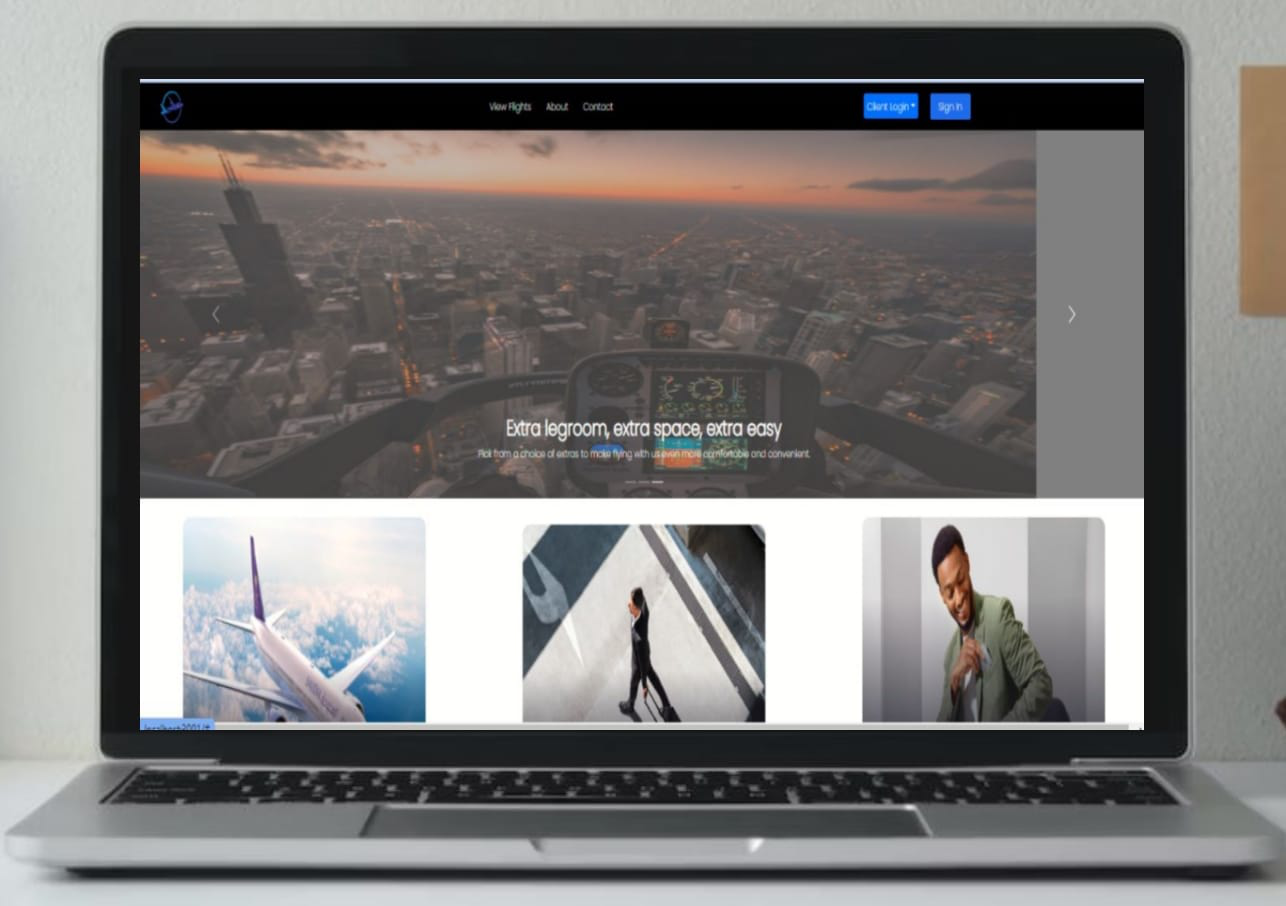 View Flights About Contact
Client Login Sign In
Extra legroom, extra space, extra easy
Pick from a choice of extras to make flying with us even more comfortable and convenient.
localhost:3001/#